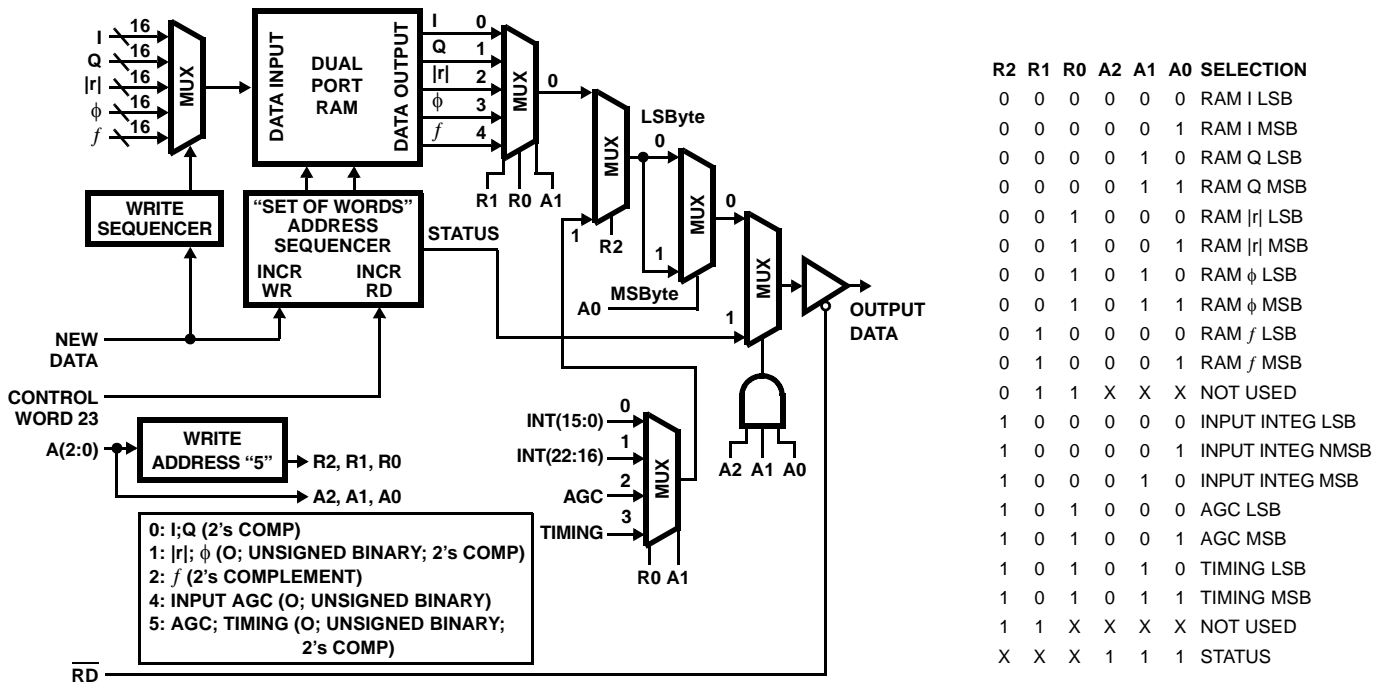 I 16
Q 16
|r| 16
ϕ 16
f 16
MUX
DATA INPUT
DUAL
PORT
RAM
DATA OUTPUT
I 0
Q 1
|r| 2
ϕ 3
f 4
MUX
R1 R0 A1
0
1
MUX
R2
LSByte
0
1
MSByte
MUX
A0
0
1
MUX
OUTPUT
DATA
WRITE
SEQUENCER
“SET OF WORDS”
ADDRESS
SEQUENCER
INCR INCR
WR RD
STATUS
NEW
DATA
CONTROL
WORD 23
A(2:0)
WRITE
ADDRESS “5”
R2, R1, R0
A2, A1, A0
INT(15:0) 0
INT(22:16) 1
AGC 2
TIMING 3
MUX
R0 A1
A2 A1 A0
0: I;Q (2’s COMP)
1: |r|; ϕ (O; UNSIGNED BINARY; 2’s COMP)
2: f (2’s COMPLEMENT)
4: INPUT AGC (O; UNSIGNED BINARY)
5: AGC; TIMING (O; UNSIGNED BINARY;
2’s COMP)
RD
R2 R1 R0 A2 A1 A0 SELECTION
0 0 0 0 0 0 RAM I LSB
0 0 0 0 0 1 RAM I MSB
0 0 0 0 1 0 RAM Q LSB
0 0 0 0 1 1 RAM Q MSB
0 0 1 0 0 0 RAM |r| LSB
0 0 1 0 0 1 RAM |r| MSB
0 0 1 0 1 0 RAM ϕ LSB
0 0 1 0 1 1 RAM ϕ MSB
0 1 0 0 0 0 RAM f LSB
0 1 0 0 0 1 RAM f MSB
0 1 1 X X X NOT USED
1 0 0 0 0 0 INPUT INTEG LSB
1 0 0 0 0 1 INPUT INTEG NMSB
1 0 0 0 1 0 INPUT INTEG MSB
1 0 1 0 0 0 AGC LSB
1 0 1 0 0 1 AGC MSB
1 0 1 0 1 0 TIMING LSB
1 0 1 0 1 1 TIMING MSB
1 1 X X X X NOT USED
X X X 1 1 1 STATUS